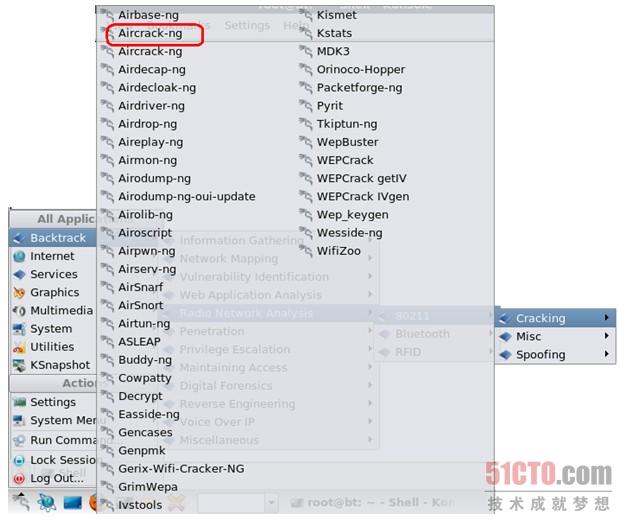 root@bt: ~ - Shell - Konsole
Bookmarks Settings Help
Airbase-ng
Aircrack-ng
Aircrack-ng
Airdecap-ng
Airdecloak-ng
Airdriver-ng
Airdrop-ng
Aireplay-ng
Airmon-ng
Airodump-ng
Airodump-ng-oui-update
Airolib-ng
Airoscript
Airpwn-ng
Airserv-ng
AirSnarf
AirSnort
Airtun-ng
ASLEAP
Buddy-ng
Cowpatty
Decrypt
Easside-ng
Gencases
Genpmk
Gerix-Wifi-Cracker-NG
GrimWepa
Ivstools
Kismet
Kstats
MDK3
Orinoco-Hopper
Packetforge-ng
Pyrit
Tkiptun-ng
WepBuster
WEPCrack
WEPCrack getIV
WEPCrack IVgen
Wep_keygen
Wesside-ng
WifiZoo
All Applications
Backtrack
Internet
Services
Graphics
Multimedia
System
Utilities
KSnapshot
Actions
Settings
System Menu
Run Command...
Lock Session
Log Out...
Information Gathering
Network Mapping
Vulnerability Identification
Web Application Analysis
Radio Network Analysis
Penetration
Privilege Escalation
Maintaining Access
Digital Forensics
Reverse Engineering
Voice Over IP
Miscellaneous
80211
Bluetooth
RFID
Cracking
Misc
Spoofing
Shell
root@bt: ~ - Shell - Kon
51CTO.com
技术成就梦想